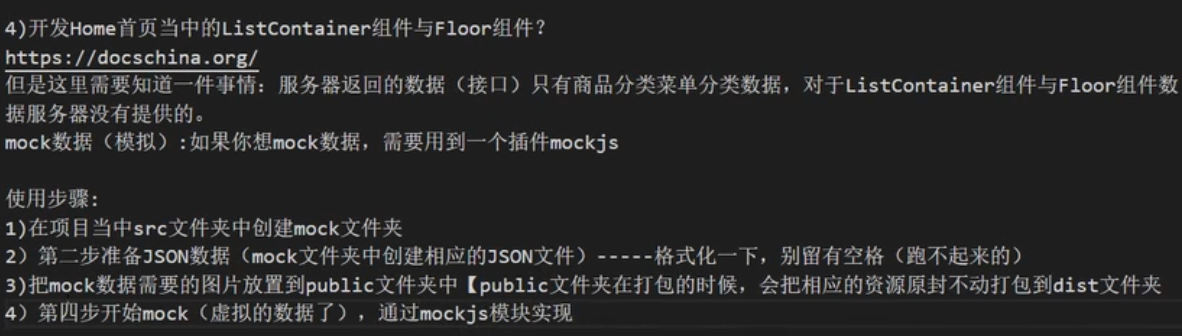 4)开发Home首页当中的ListContainer组件与Floor组件?
https://docschina.org/
但是这里需要知道一件事情：服务器返回的数据（接口）只有商品分类菜单分类数据，对于ListContainer组件与Floor组件数
据服务器没有提供的。
mock数据（模拟）:如果你想mock数据，需要用到一个插件mockjs
使用步骤:
1)在项目当中src文件夹中创建mock文件夹
2）第二步准备JSON数据（mock文件夹中创建相应的JSON文件）-----格式化一下，别留有空格（跑不起来的）
3)把mock数据需要的图片放置到public文件夹中【public文件夹在打包的时候，会把相应的资源原封不动打包到dist文件夹
4）第四步开始mock（虚拟的数据了），通过mockjs模块实现